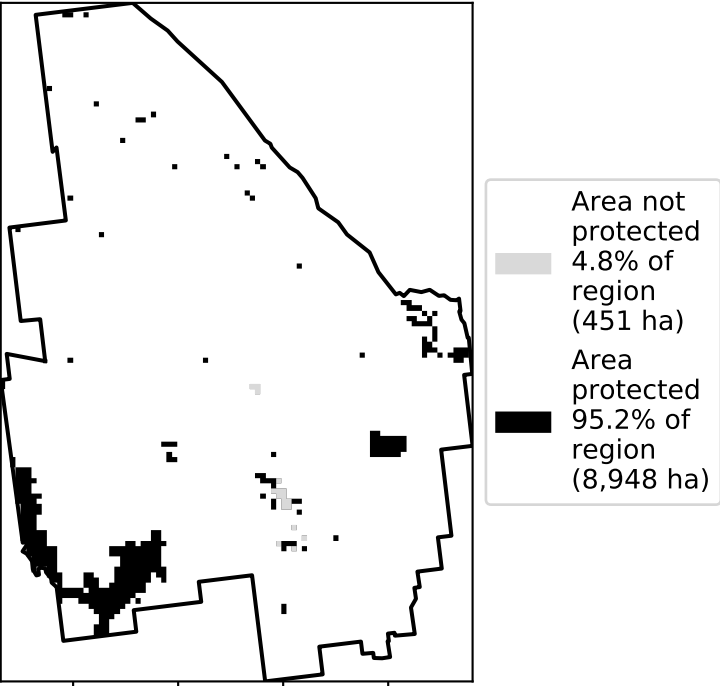 Area not
protected
4.8% of
region
(451 ha)
Area
protected
95.2% of
region
(8,948 ha)